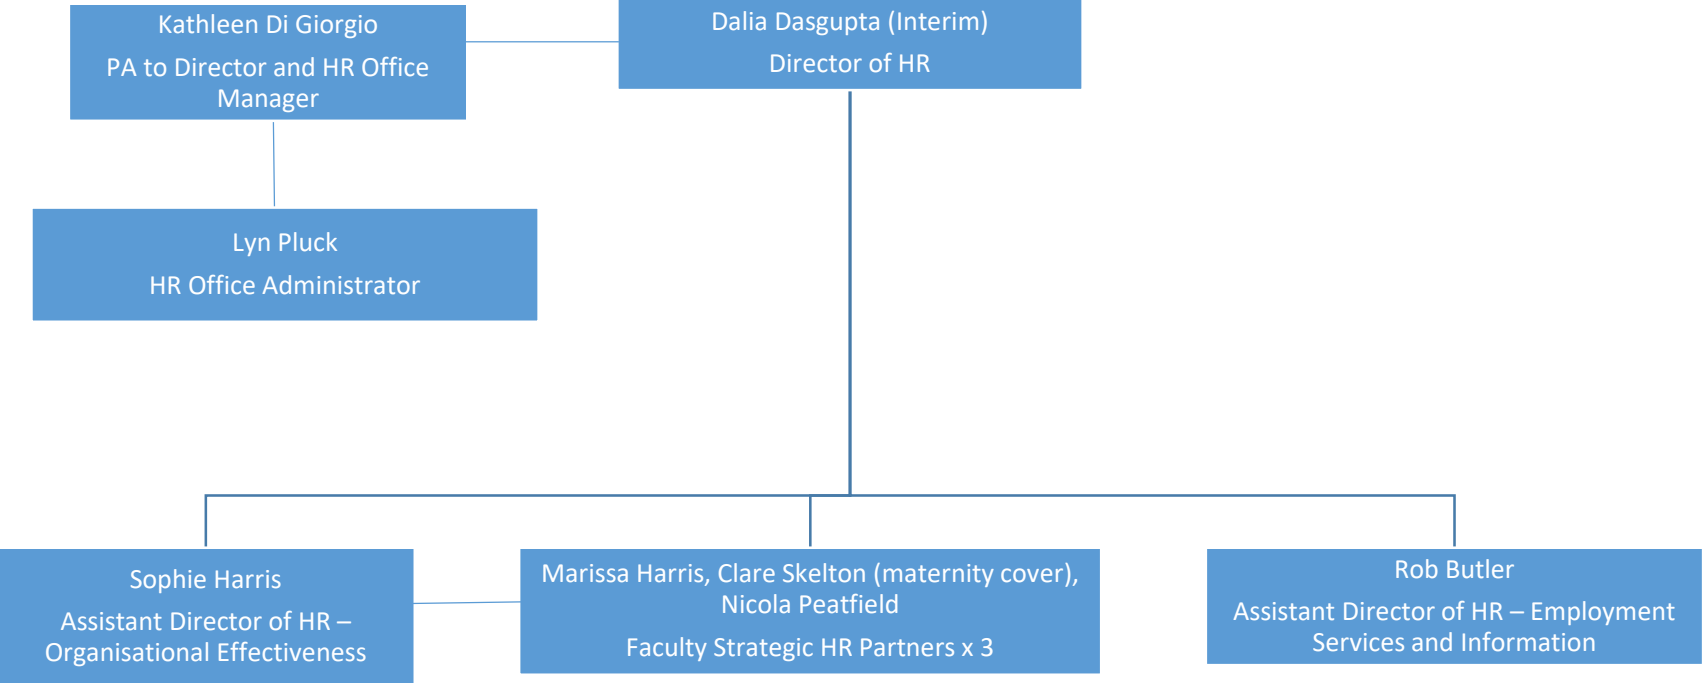 Kathleen Di Giorgio
PA to Director and HR Office
Manager
Dalia Dasgupta (Interim)
Director of HR
Lyn Pluck
HR Office Administrator
Sophie Harris
Assistant Director of HR –
Organisational Effectiveness
Marissa Harris, Clare Skelton (maternity cover),
Nicola Peatfield
Faculty Strategic HR Partners x 3
Rob Butler
Assistant Director of HR – Employment
Services and Information